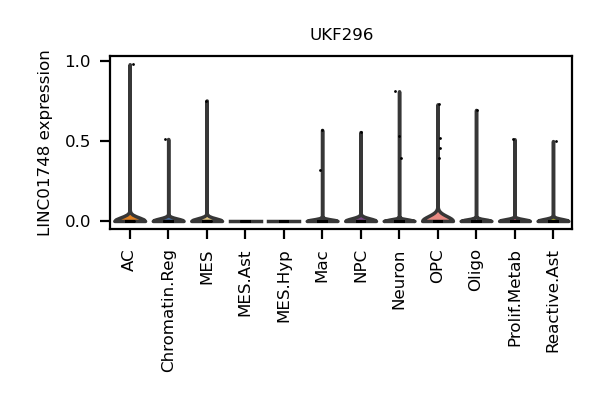 UKF296
LINC01748 expression
1.0
0.5
0.0
AC
Chromatin.Reg
MES
MES.Ast
MES.Hyp
Mac
NPC
Neuron
OPC
Oligo
Prolif.Metab
Reactive.Ast